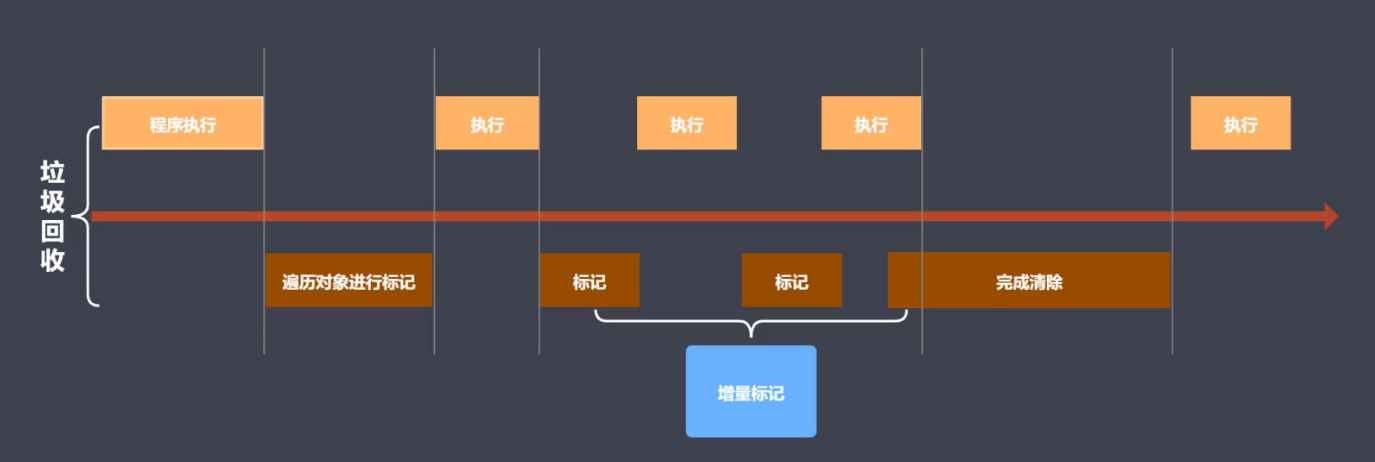 程序执行
执行
执行
执行
执行
垃圾回收
遍历对象进行标记
标记
标记
完成清除
增量标记